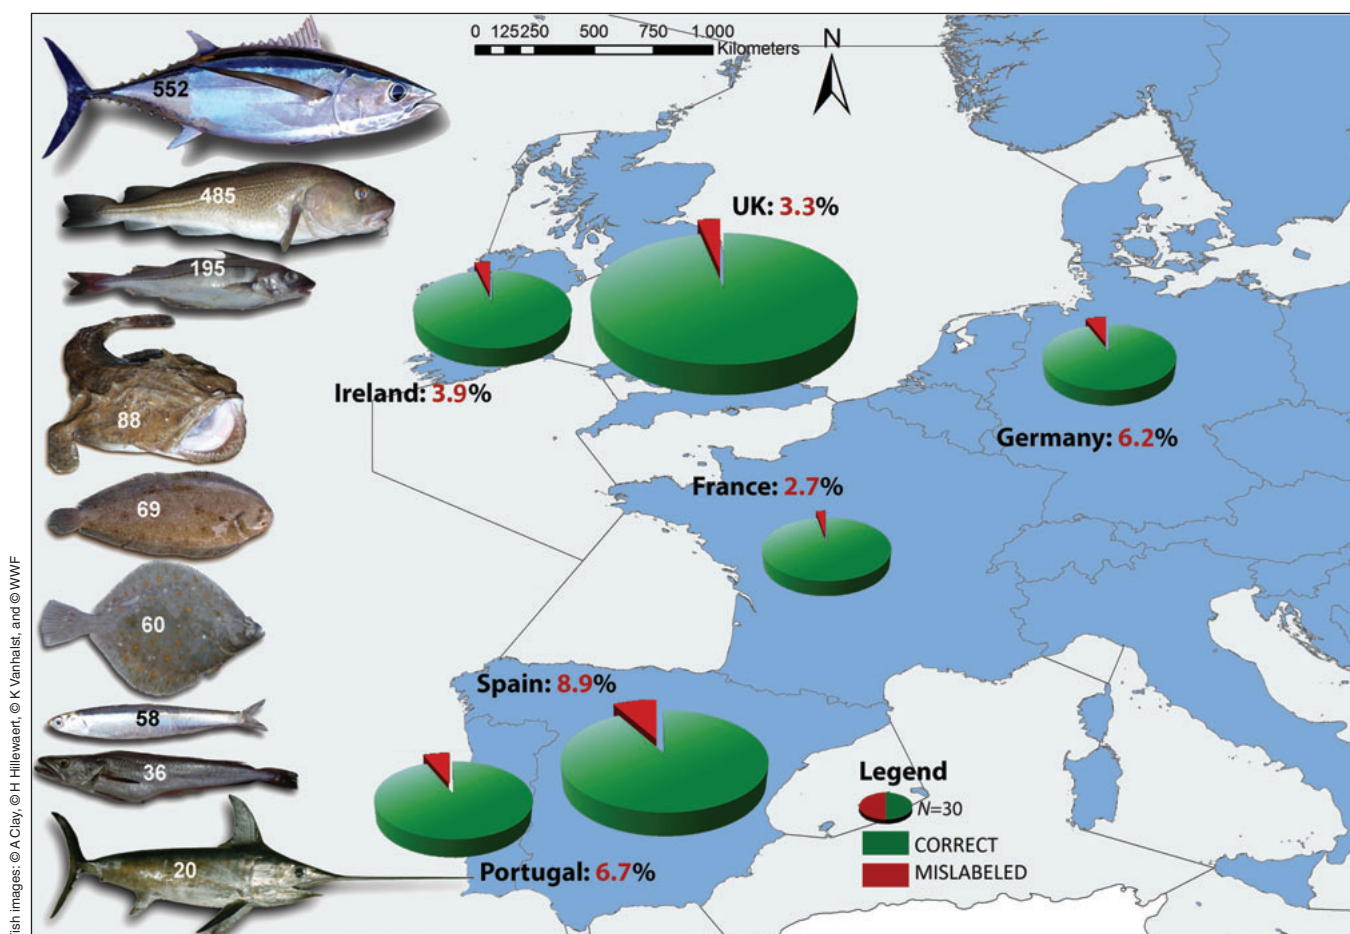 0 125250 500 750 1 000
Kilometers
N
552
485
195
88
69
60
58
36
20
UK: 3.3%
Ireland: 3.9%
Germany: 6.2%
France: 2.7%
Spain: 8.9%
Portugal: 6.7%
Legend
N=30
CORRECT
MISLABELED
ish images: © A Clay, © H Hillewaert, © K Vanhalst, and © WWF